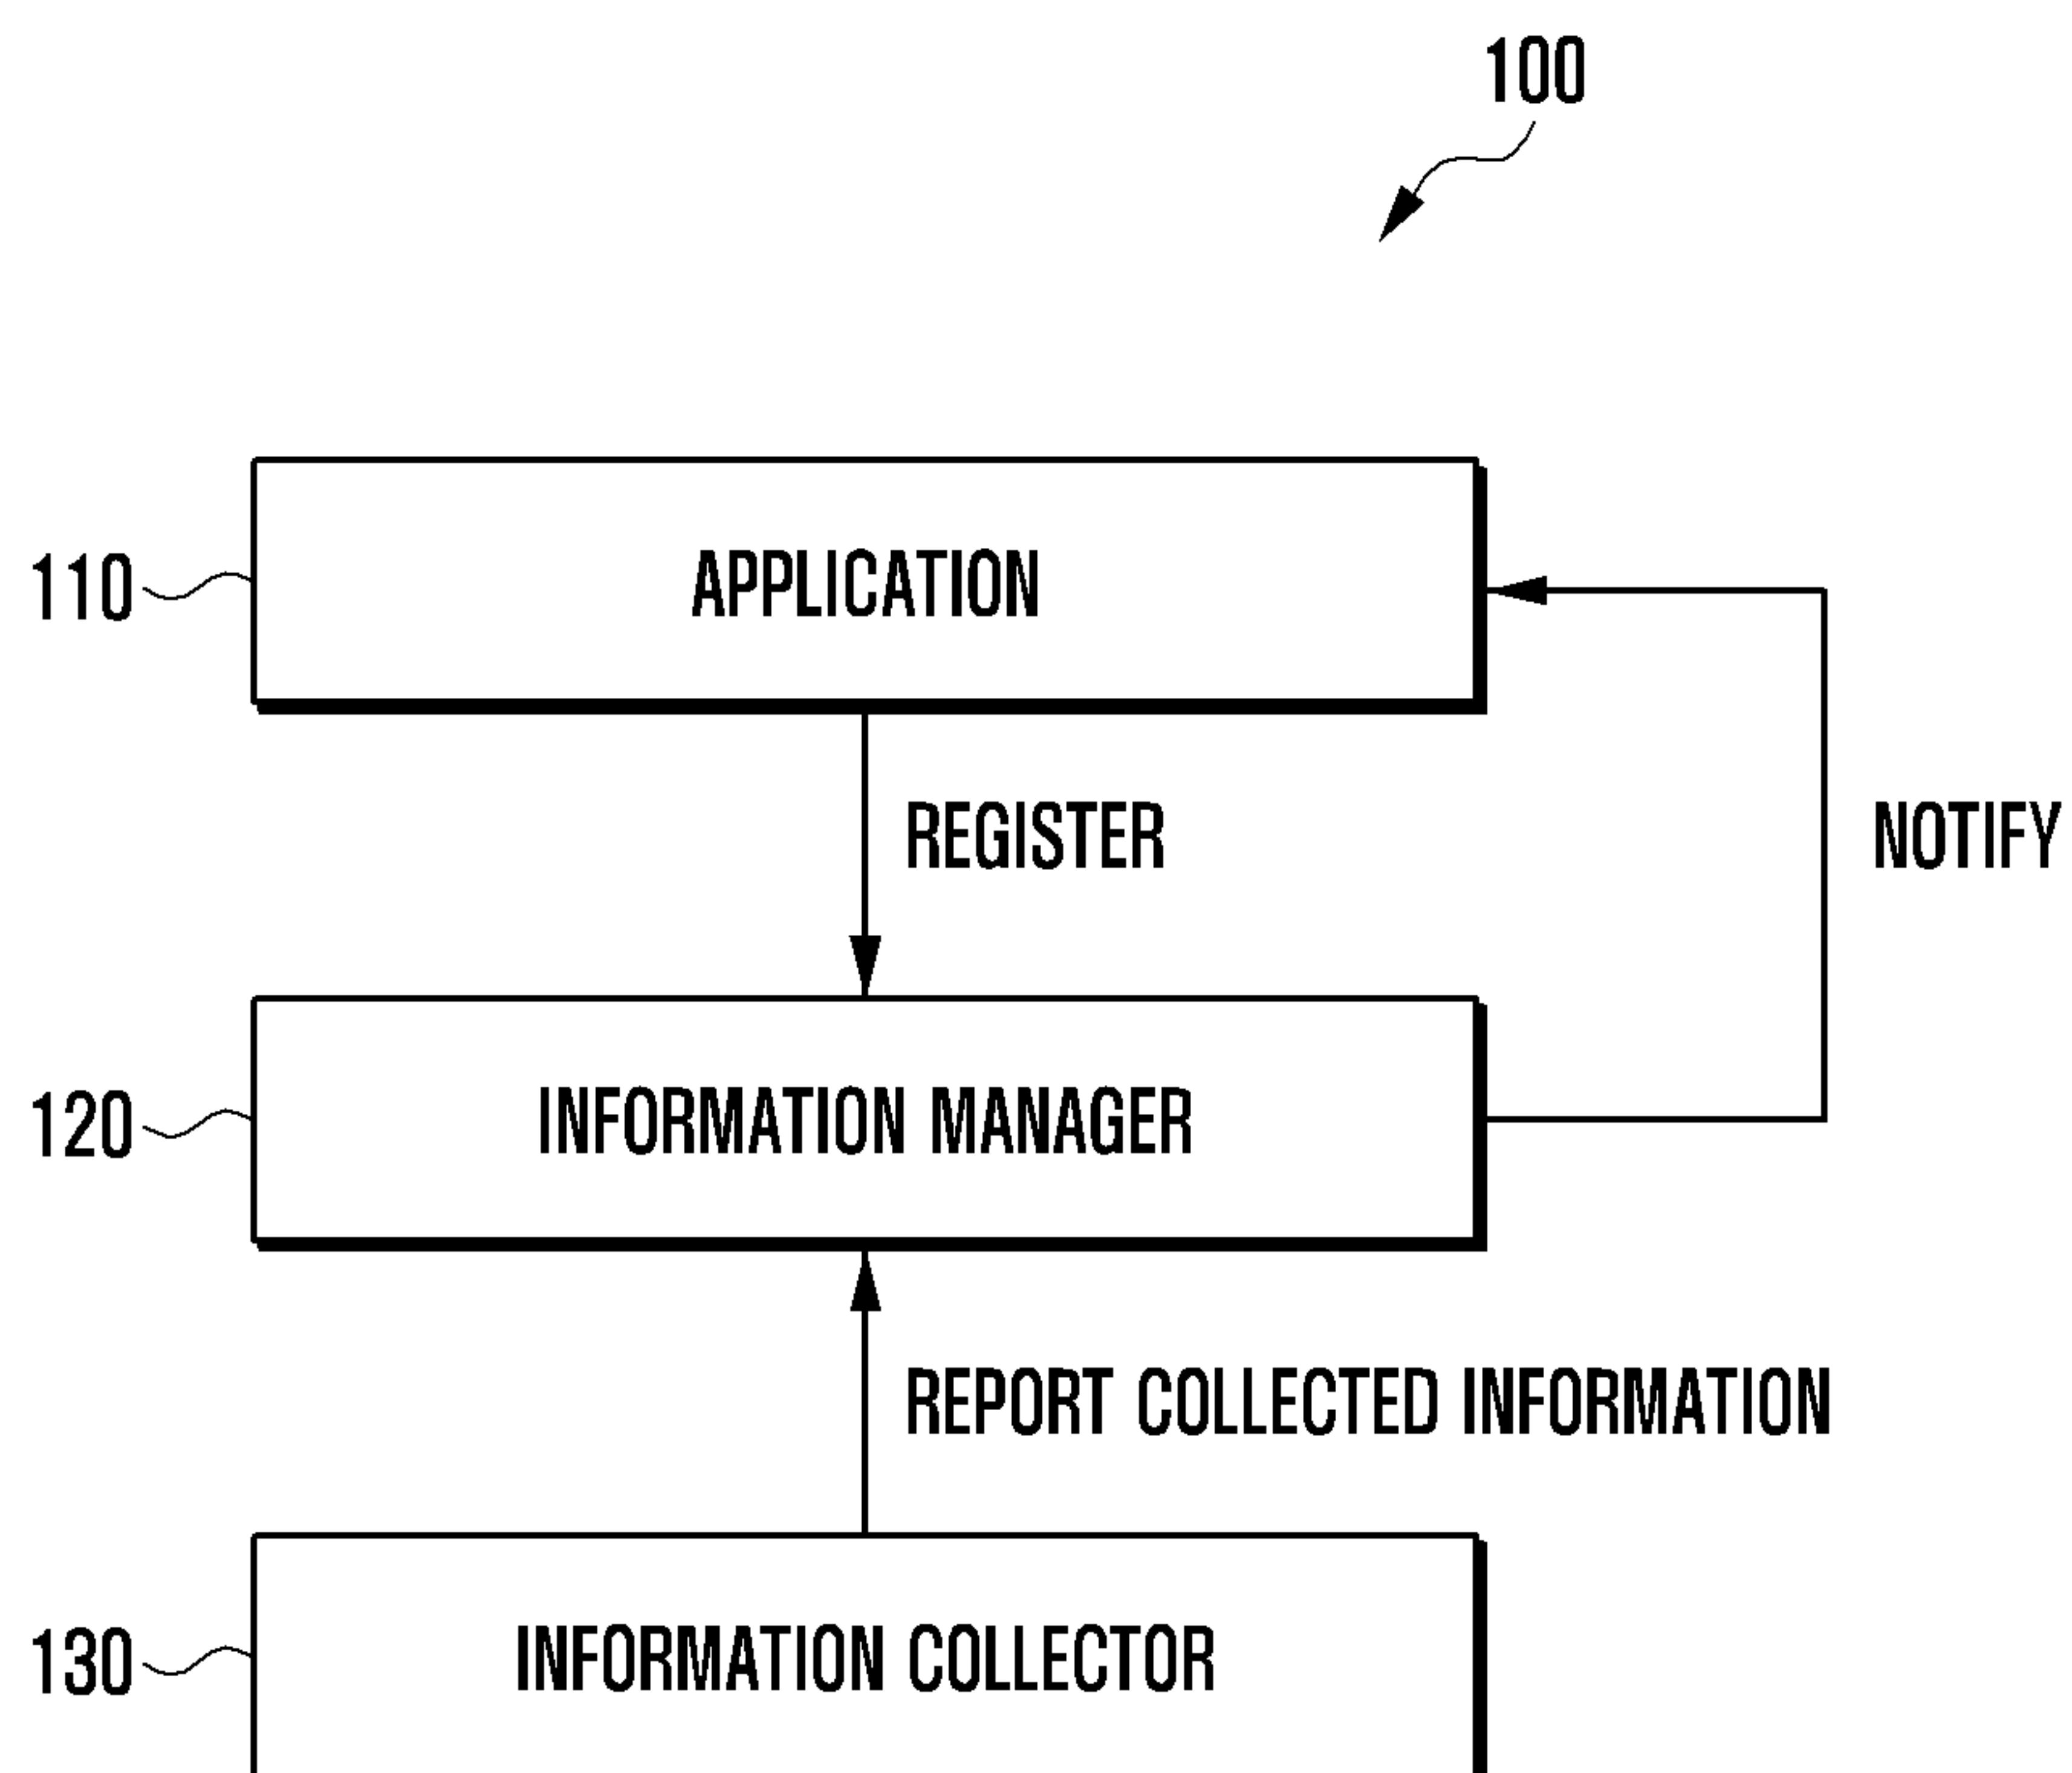 100
110
APPLICATION
REGISTER
NOTIFY
120
INFORMATION MANAGER
REPORT COLLECTED INFORMATION
130
INFORMATION COLLECTOR